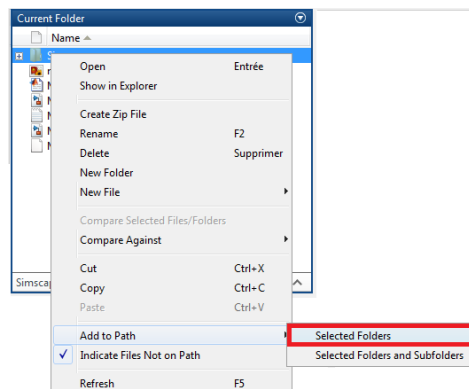 Current Folder
Name
Open Entrée
Show in Explorer
Create Zip File
Rename F2
Delete Supprimer
New Folder
New File
Compare Selected Files/Folders
Compare Against
Cut Ctrl+X
Copy Ctrl+C
Paste Ctrl+V
Add to Path
Selected Folders
Indicate Files Not on Path
Selected Folders and Subfolders
Refresh F5